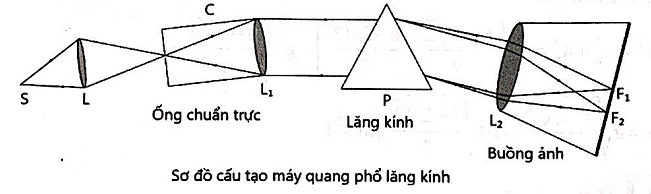 C
S
L
L1
P
L2
F1
F2
Ống chuẩn trực
Lăng kính
Buồng ảnh
Sơ đồ cấu tạo máy quang phổ lăng kính